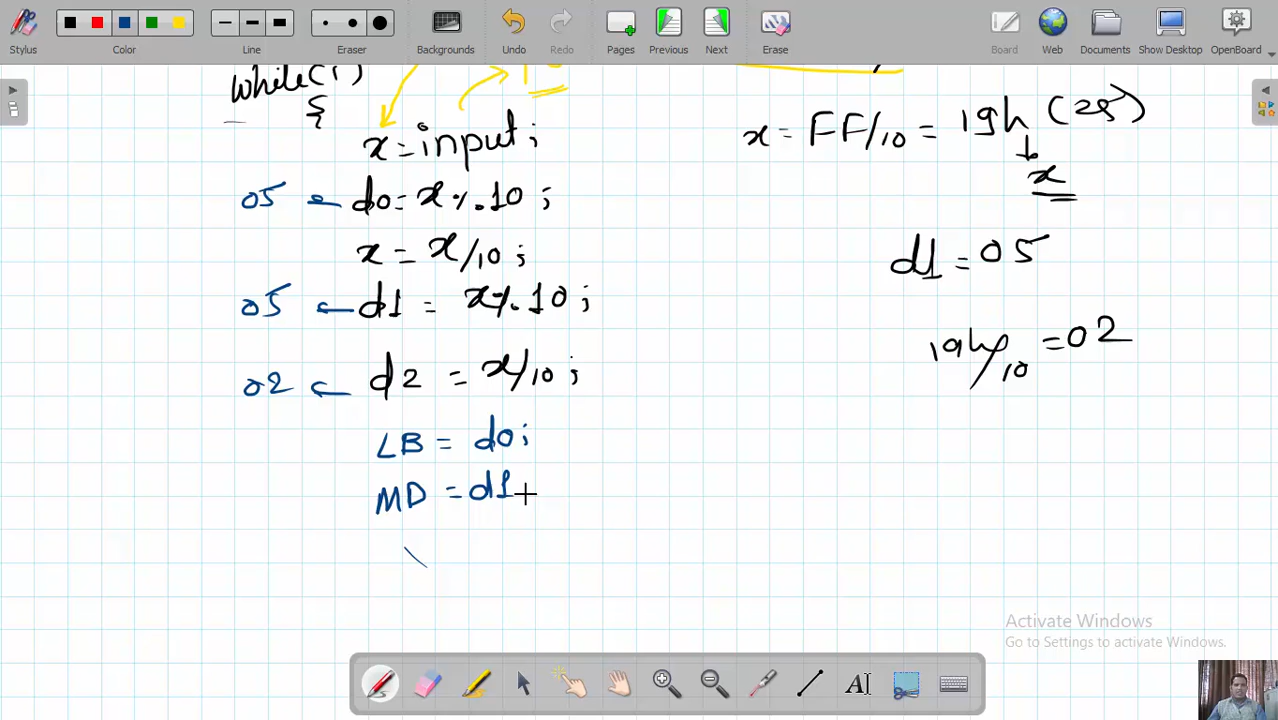 Stylus
Color
Line
Eraser
Backgrounds
Undo
Redo
Pages
Previous
Next
Erase
Board
Web
Documents
Show Desktop
OpenBoard
while(1)
{
x=input;
05 ← d0=x%10;
x=x/10;
05 ← d1 = x%10;
02 ← d2 = x/10;
LB = d0;
MD = d1
x= FF/10 = 19h (25)
↓
x
d1=05
19h/10 =02
Activate Windows
Go to Settings to activate Windows.